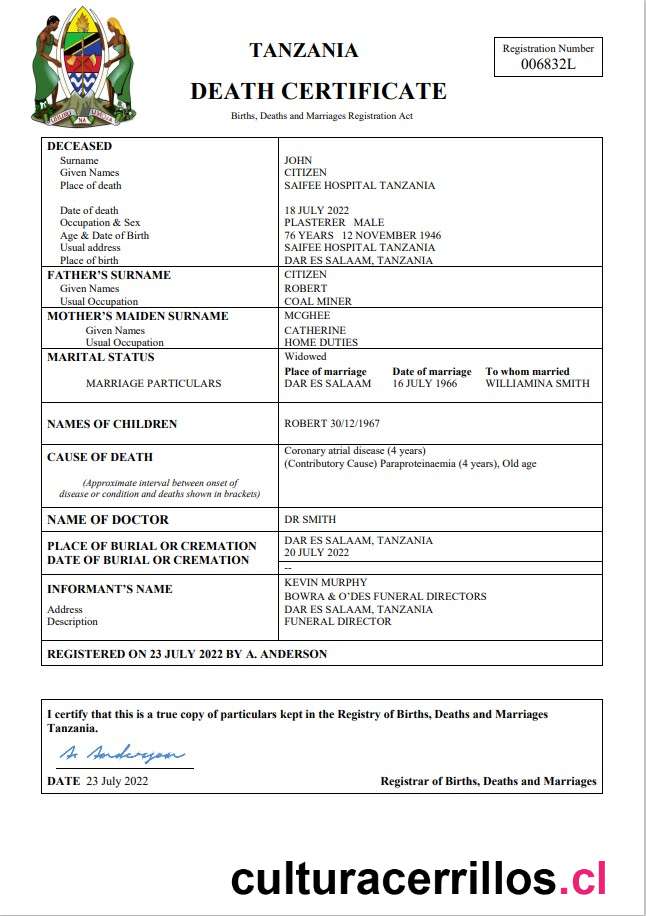 TANZANIA
Registration Number
006832L
DEATH CERTIFICATE
Births, Deaths and Marriages Registration Act
UHURU NA UMOJA
DECEASED
Surname JOHN
Given Names CITIZEN
Place of death SAIFEE HOSPITAL TANZANIA
Date of death 18 JULY 2022
Occupation & Sex PLASTERER MALE
Age & Date of Birth 76 YEARS 12 NOVEMBER 1946
Usual address SAIFEE HOSPITAL TANZANIA
Place of birth DAR ES SALAAM, TANZANIA
FATHER'S SURNAME CITIZEN
Given Names ROBERT
Usual Occupation COAL MINER
MOTHER'S MAIDEN SURNAME MCGHEE
Given Names CATHERINE
Usual Occupation HOME DUTIES
MARITAL STATUS Widowed
Place of marriage Date of marriage To whom married
MARRIAGE PARTICULARS DAR ES SALAAM 16 JULY 1966 WILLIAMINA SMITH
NAMES OF CHILDREN ROBERT 30/12/1967
CAUSE OF DEATH Coronary atrial disease (4 years)
(Contributory Cause) Paraproteinaemia (4 years), Old age
(Approximate interval between onset of
disease or condition and deaths shown in brackets)
NAME OF DOCTOR DR SMITH
PLACE OF BURIAL OR CREMATION DAR ES SALAAM, TANZANIA
DATE OF BURIAL OR CREMATION 20 JULY 2022
--
INFORMANT'S NAME KEVIN MURPHY
BOWRA & O'DES FUNERAL DIRECTORS
Address DAR ES SALAAM, TANZANIA
Description FUNERAL DIRECTOR
REGISTERED ON 23 JULY 2022 BY A. ANDERSON
I certify that this is a true copy of particulars kept in the Registry of Births, Deaths and Marriages
Tanzania.
A. Anderson
DATE 23 July 2022 Registrar of Births, Deaths and Marriages
culturacerrillos.cl